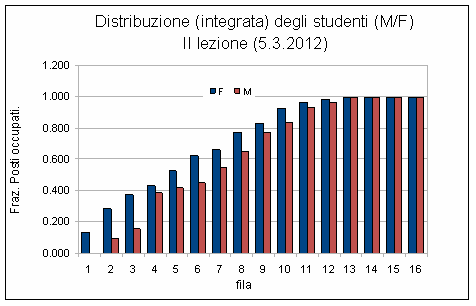 Distribuzione (integrata) degli studenti (M/F)
II lezione (5.3.2012)
Fraz. Posti occupati.
1.200
1.000
0.800
0.600
0.400
0.200
0.000
F M
1 2 3 4 5 6 7 8 9 10 11 12 13 14 15 16
fila